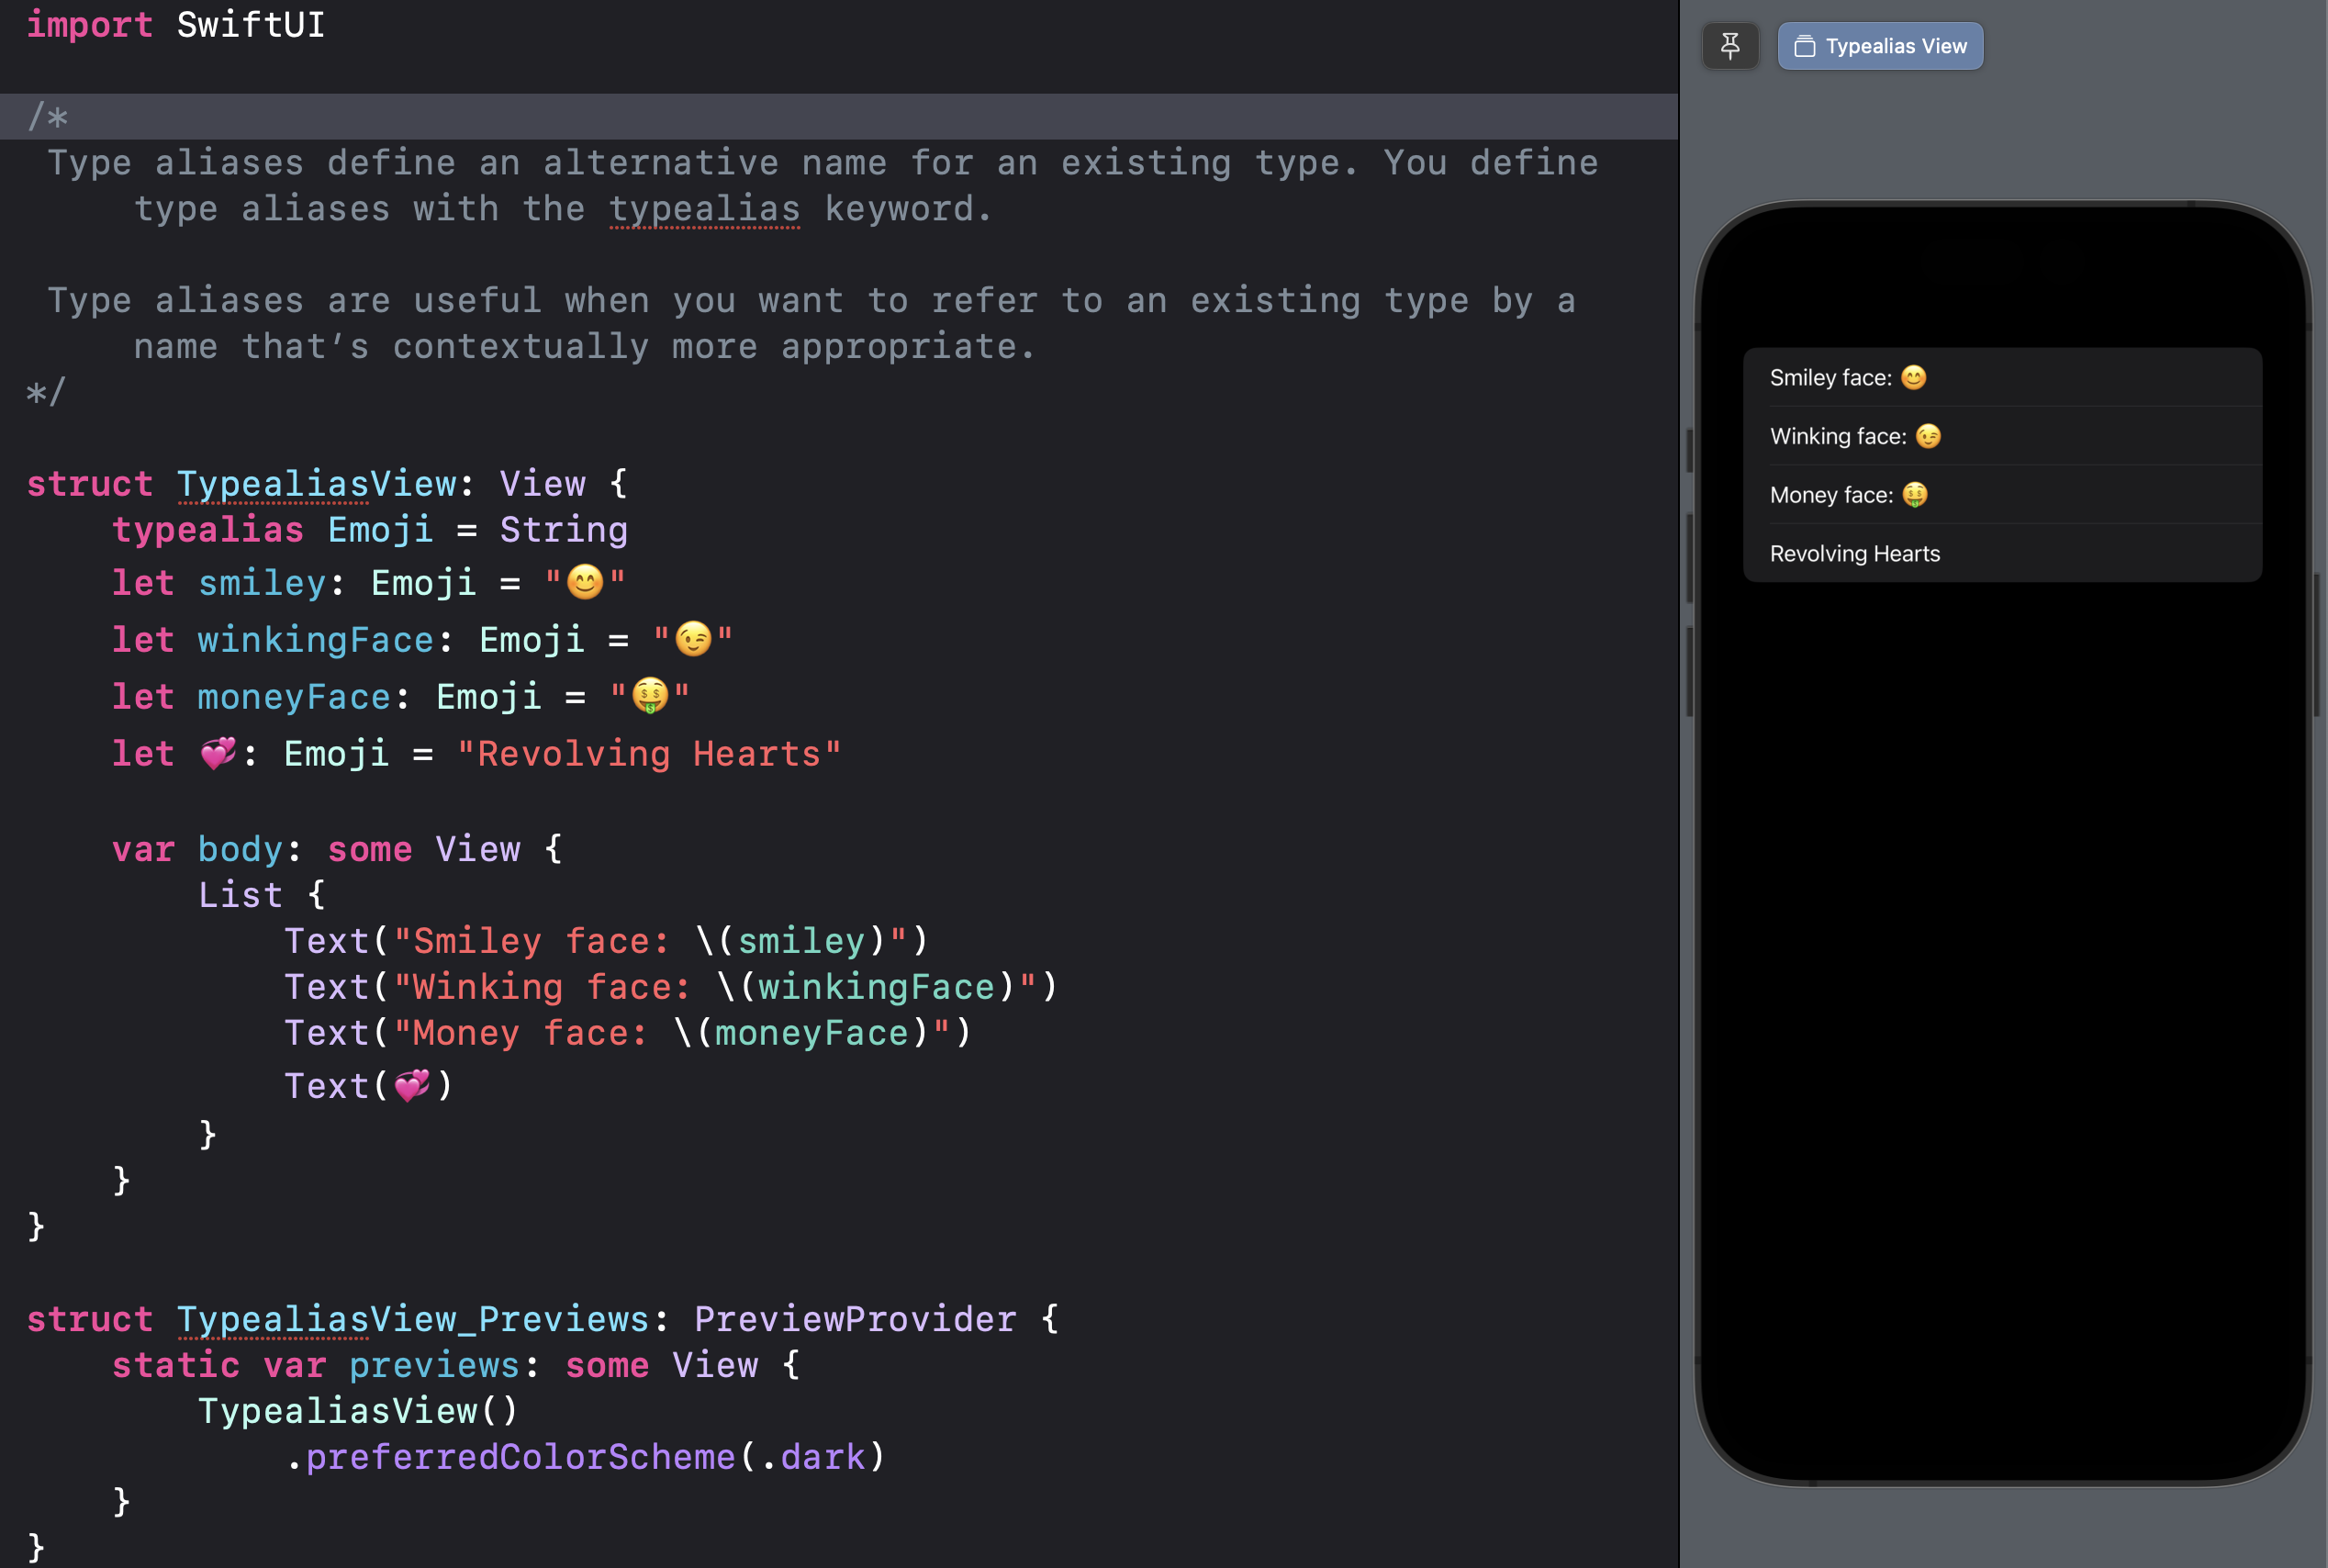 import SwiftUI
/*
Type aliases define an alternative name for an existing type. You define
type aliases with the typealias keyword.
Type aliases are useful when you want to refer to an existing type by a
name that’s contextually more appropriate.
*/
struct TypealiasView: View {
typealias Emoji = String
let smiley: Emoji = "😊"
let winkingFace: Emoji = "😉"
let moneyFace: Emoji = "🤑"
let 💞: Emoji = "Revolving Hearts"
var body: some View {
List {
Text("Smiley face: \(smiley)")
Text("Winking face: \(winkingFace)")
Text("Money face: \(moneyFace)")
Text(💞)
}
}
}
struct TypealiasView_Previews: PreviewProvider {
static var previews: some View {
TypealiasView()
.preferredColorScheme(.dark)
}
}
Typealias View
Smiley face: 😊
Winking face: 😉
Money face: 🤑
Revolving Hearts